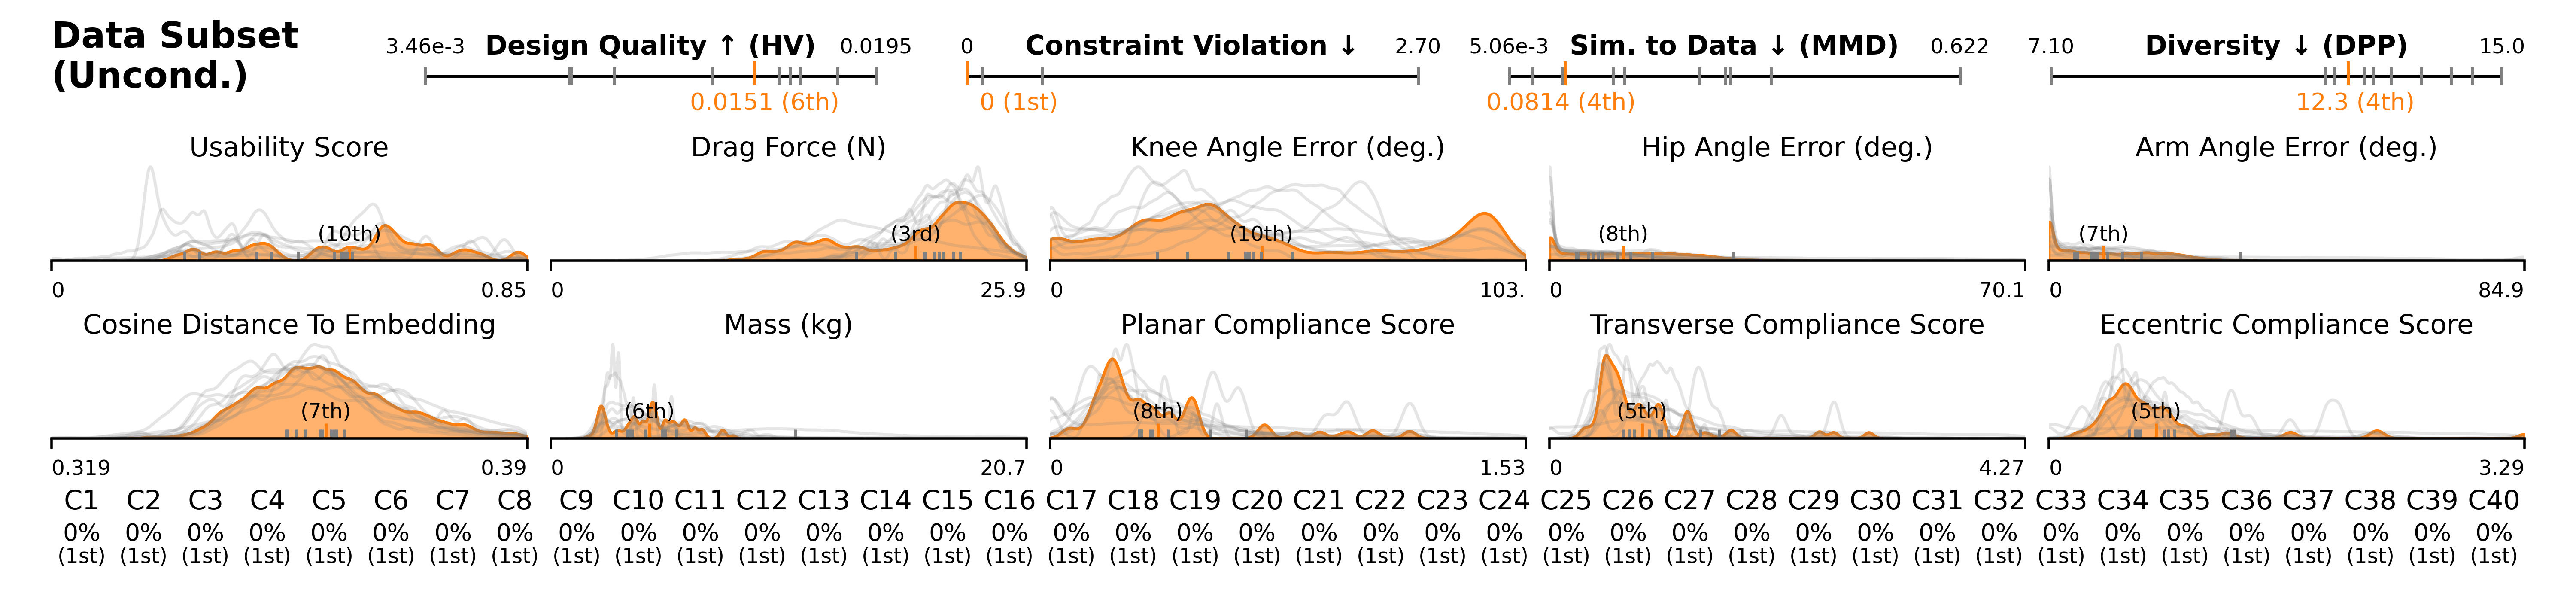 Data Subset
(Uncond.)
3.46e-3 Design Quality ↑ (HV) 0.0195
0.0151 (6th)
0 Constraint Violation ↓ 2.70
0 (1st)
5.06e-3 Sim. to Data ↓ (MMD) 0.622
0.0814 (4th)
7.10 Diversity ↓ (DPP) 15.0
12.3 (4th)
Usability Score
(10th)
0 0.85
Drag Force (N)
(3rd)
0 25.9
Knee Angle Error (deg.)
(10th)
0 103.
Hip Angle Error (deg.)
(8th)
0 70.1
Arm Angle Error (deg.)
(7th)
0 84.9
Cosine Distance To Embedding
(7th)
0.319 0.39
Mass (kg)
(6th)
0 20.7
Planar Compliance Score
(8th)
0 1.53
Transverse Compliance Score
(5th)
0 4.27
Eccentric Compliance Score
(5th)
0 3.29
C1 C2 C3 C4 C5 C6 C7 C8 C9 C10 C11 C12 C13 C14 C15 C16 C17 C18 C19 C20 C21 C22 C23 C24 C25 C26 C27 C28 C29 C30 C31 C32 C33 C34 C35 C36 C37 C38 C39 C40
0% 0% 0% 0% 0% 0% 0% 0% 0% 0% 0% 0% 0% 0% 0% 0% 0% 0% 0% 0% 0% 0% 0% 0% 0% 0% 0% 0% 0% 0% 0% 0% 0% 0% 0% 0% 0% 0% 0% 0%
(1st) (1st) (1st) (1st) (1st) (1st) (1st) (1st) (1st) (1st) (1st) (1st) (1st) (1st) (1st) (1st) (1st) (1st) (1st) (1st) (1st) (1st) (1st) (1st) (1st) (1st) (1st) (1st) (1st) (1st) (1st) (1st) (1st) (1st) (1st) (1st) (1st) (1st) (1st) (1st)